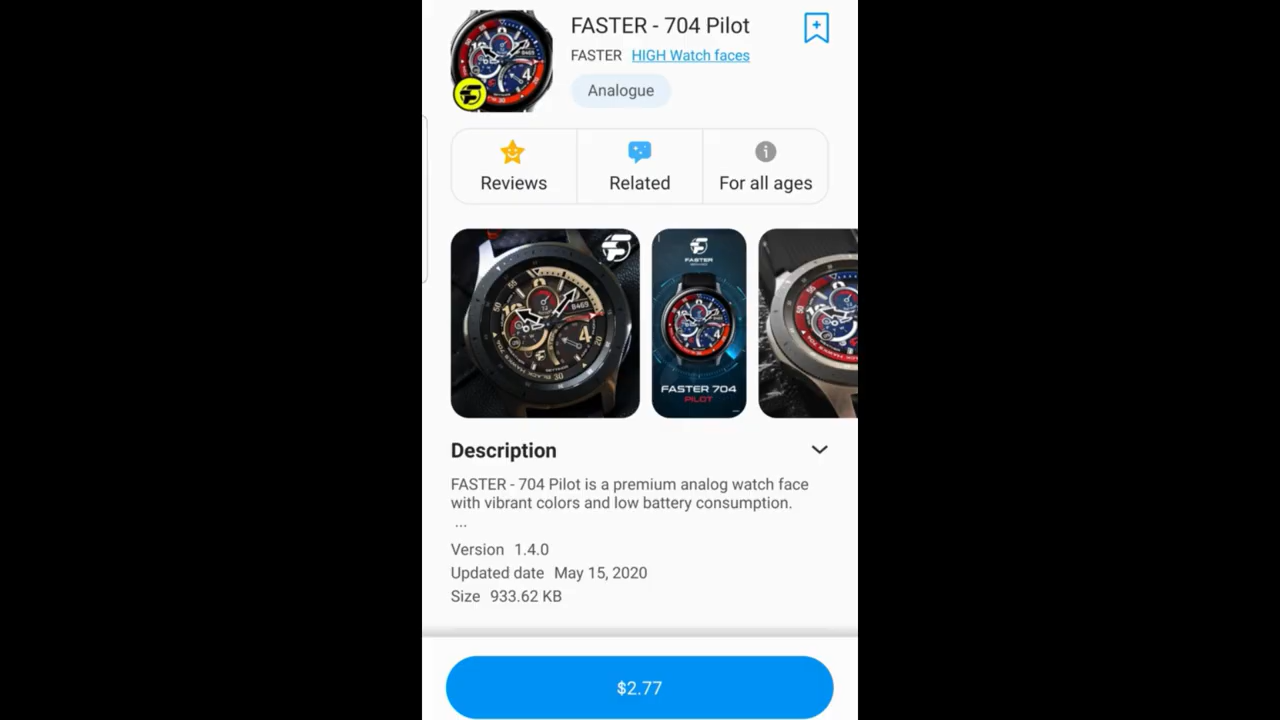 FASTER - 704 Pilot
FASTER HIGH Watch faces
Analogue
Reviews
Related
For all ages
FASTER
FASTER 704
PILOT
Description
FASTER - 704 Pilot is a premium analog watch face
with vibrant colors and low battery consumption.
...
Version 1.4.0
Updated date May 15, 2020
Size 933.62 KB
$2.77